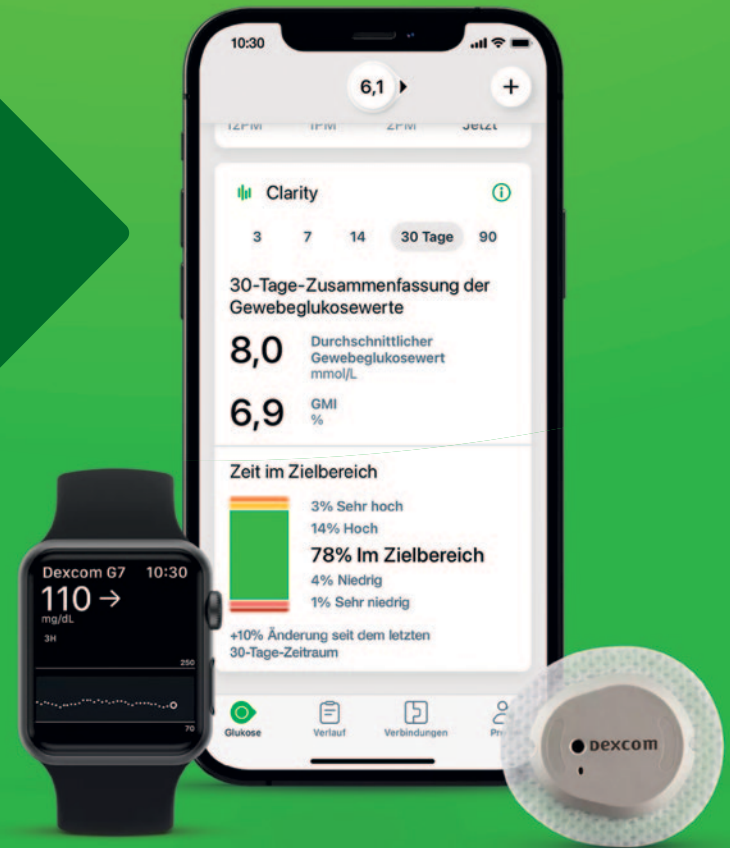 10:30
6,1
+
12PM 1PM 2PM Jetzt
Clarity
3 7 14 30 Tage 90
30-Tage-Zusammenfassung der
Gewebeglukosewerte
8,0
Durchschnittlicher
Gewebeglukosewert
mmol/L
6,9
GMI
%
Zeit im Zielbereich
3% Sehr hoch
14% Hoch
78% Im Zielbereich
4% Niedrig
1% Sehr niedrig
+10% Änderung seit dem letzten
30-Tage-Zeitraum
Glukose Verlauf Verbindungen
Dexcom G7 10:30
110 →
mg/dL
3H
250
70
Dexcom